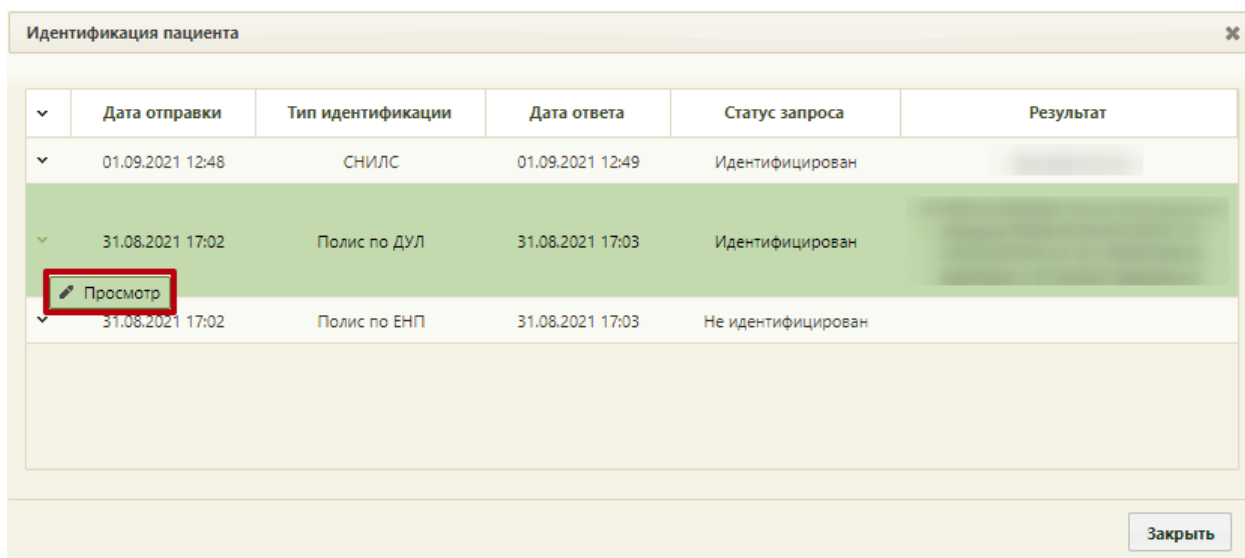 Идентификация пациента
Дата отправки Тип идентификации Дата ответа Статус запроса Результат
01.09.2021 12:48 СНИЛС 01.09.2021 12:49 Идентифицирован
31.08.2021 17:02 Полис по ДУЛ 31.08.2021 17:03 Идентифицирован
Просмотр
31.08.2021 17:02 Полис по ЕНП 31.08.2021 17:03 Не идентифицирован
Закрыть